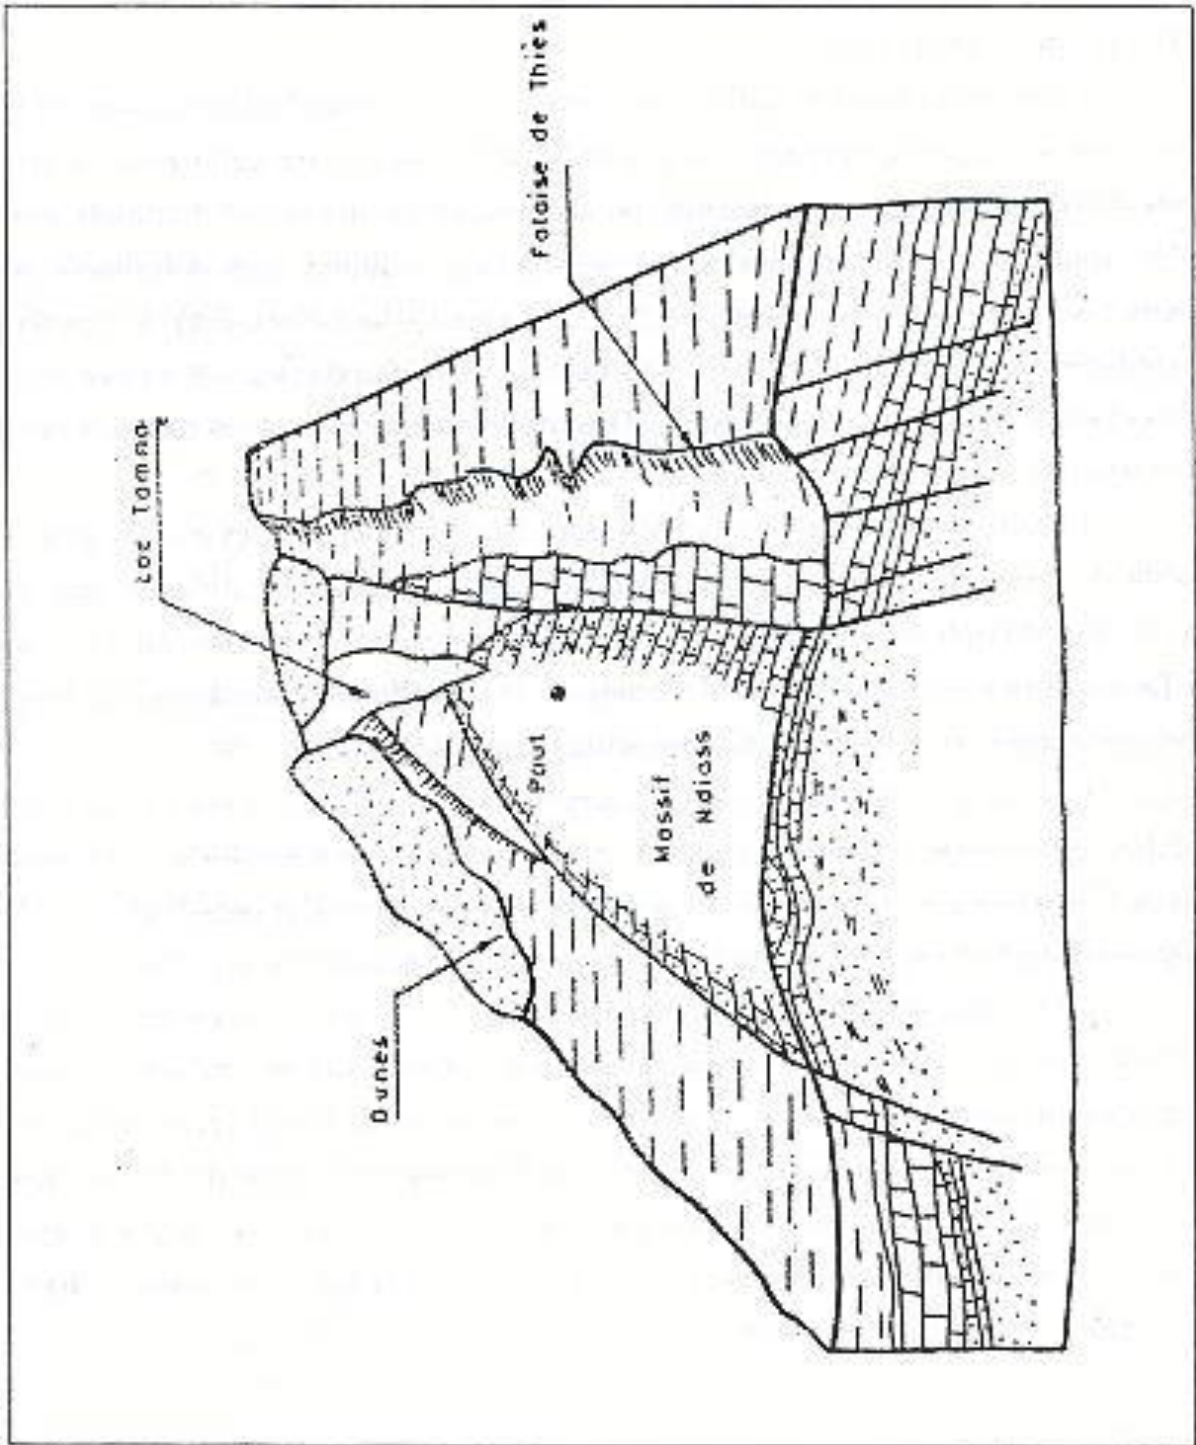 Lac Tamna
Falaise de Thiès
Dunes
Pout
Massif
de Ndiass